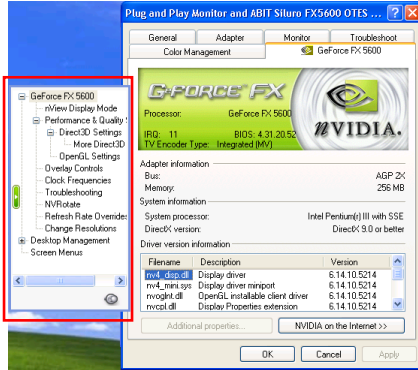 Plug and Play Monitor and ABIT Siluro FX5600 OTES ...
General Adapter Monitor Troubleshoot
Color Management GeForce FX 5600
GeForce FX 5600
nView Display Mode
Performance & Quality S
Direct3D Settings
More Direct3D
OpenGL Settings
Overlay Controls
Clock Frequencies
Troubleshooting
NVRotate
Refresh Rate Overrides
Change Resolutions
Desktop Management
Screen Menus
GEFORCE FX
Processor: GeForce FX 5600
IRQ: 11 BIOS: 4.31.20.52
TV Encoder Type: Integrated (MV)
nVIDIA.
Adapter information
Bus: AGP 2X
Memory: 256 MB
System information
System processor: Intel Pentium(r) III with SSE
DirectX version: DirectX 9.0 or better
Driver version information
Filename Description Version
nv4_disp.dll Display driver 6.14.10.5214
nv4_mini.sys Display driver miniport 6.14.10.5214
nvoglnt.dll OpenGL installable client driver 6.14.10.5214
nvcpl.dll Display Properties extension 6.14.10.5214
Additional properties... NVIDIA on the Internet >>
OK Cancel Apply